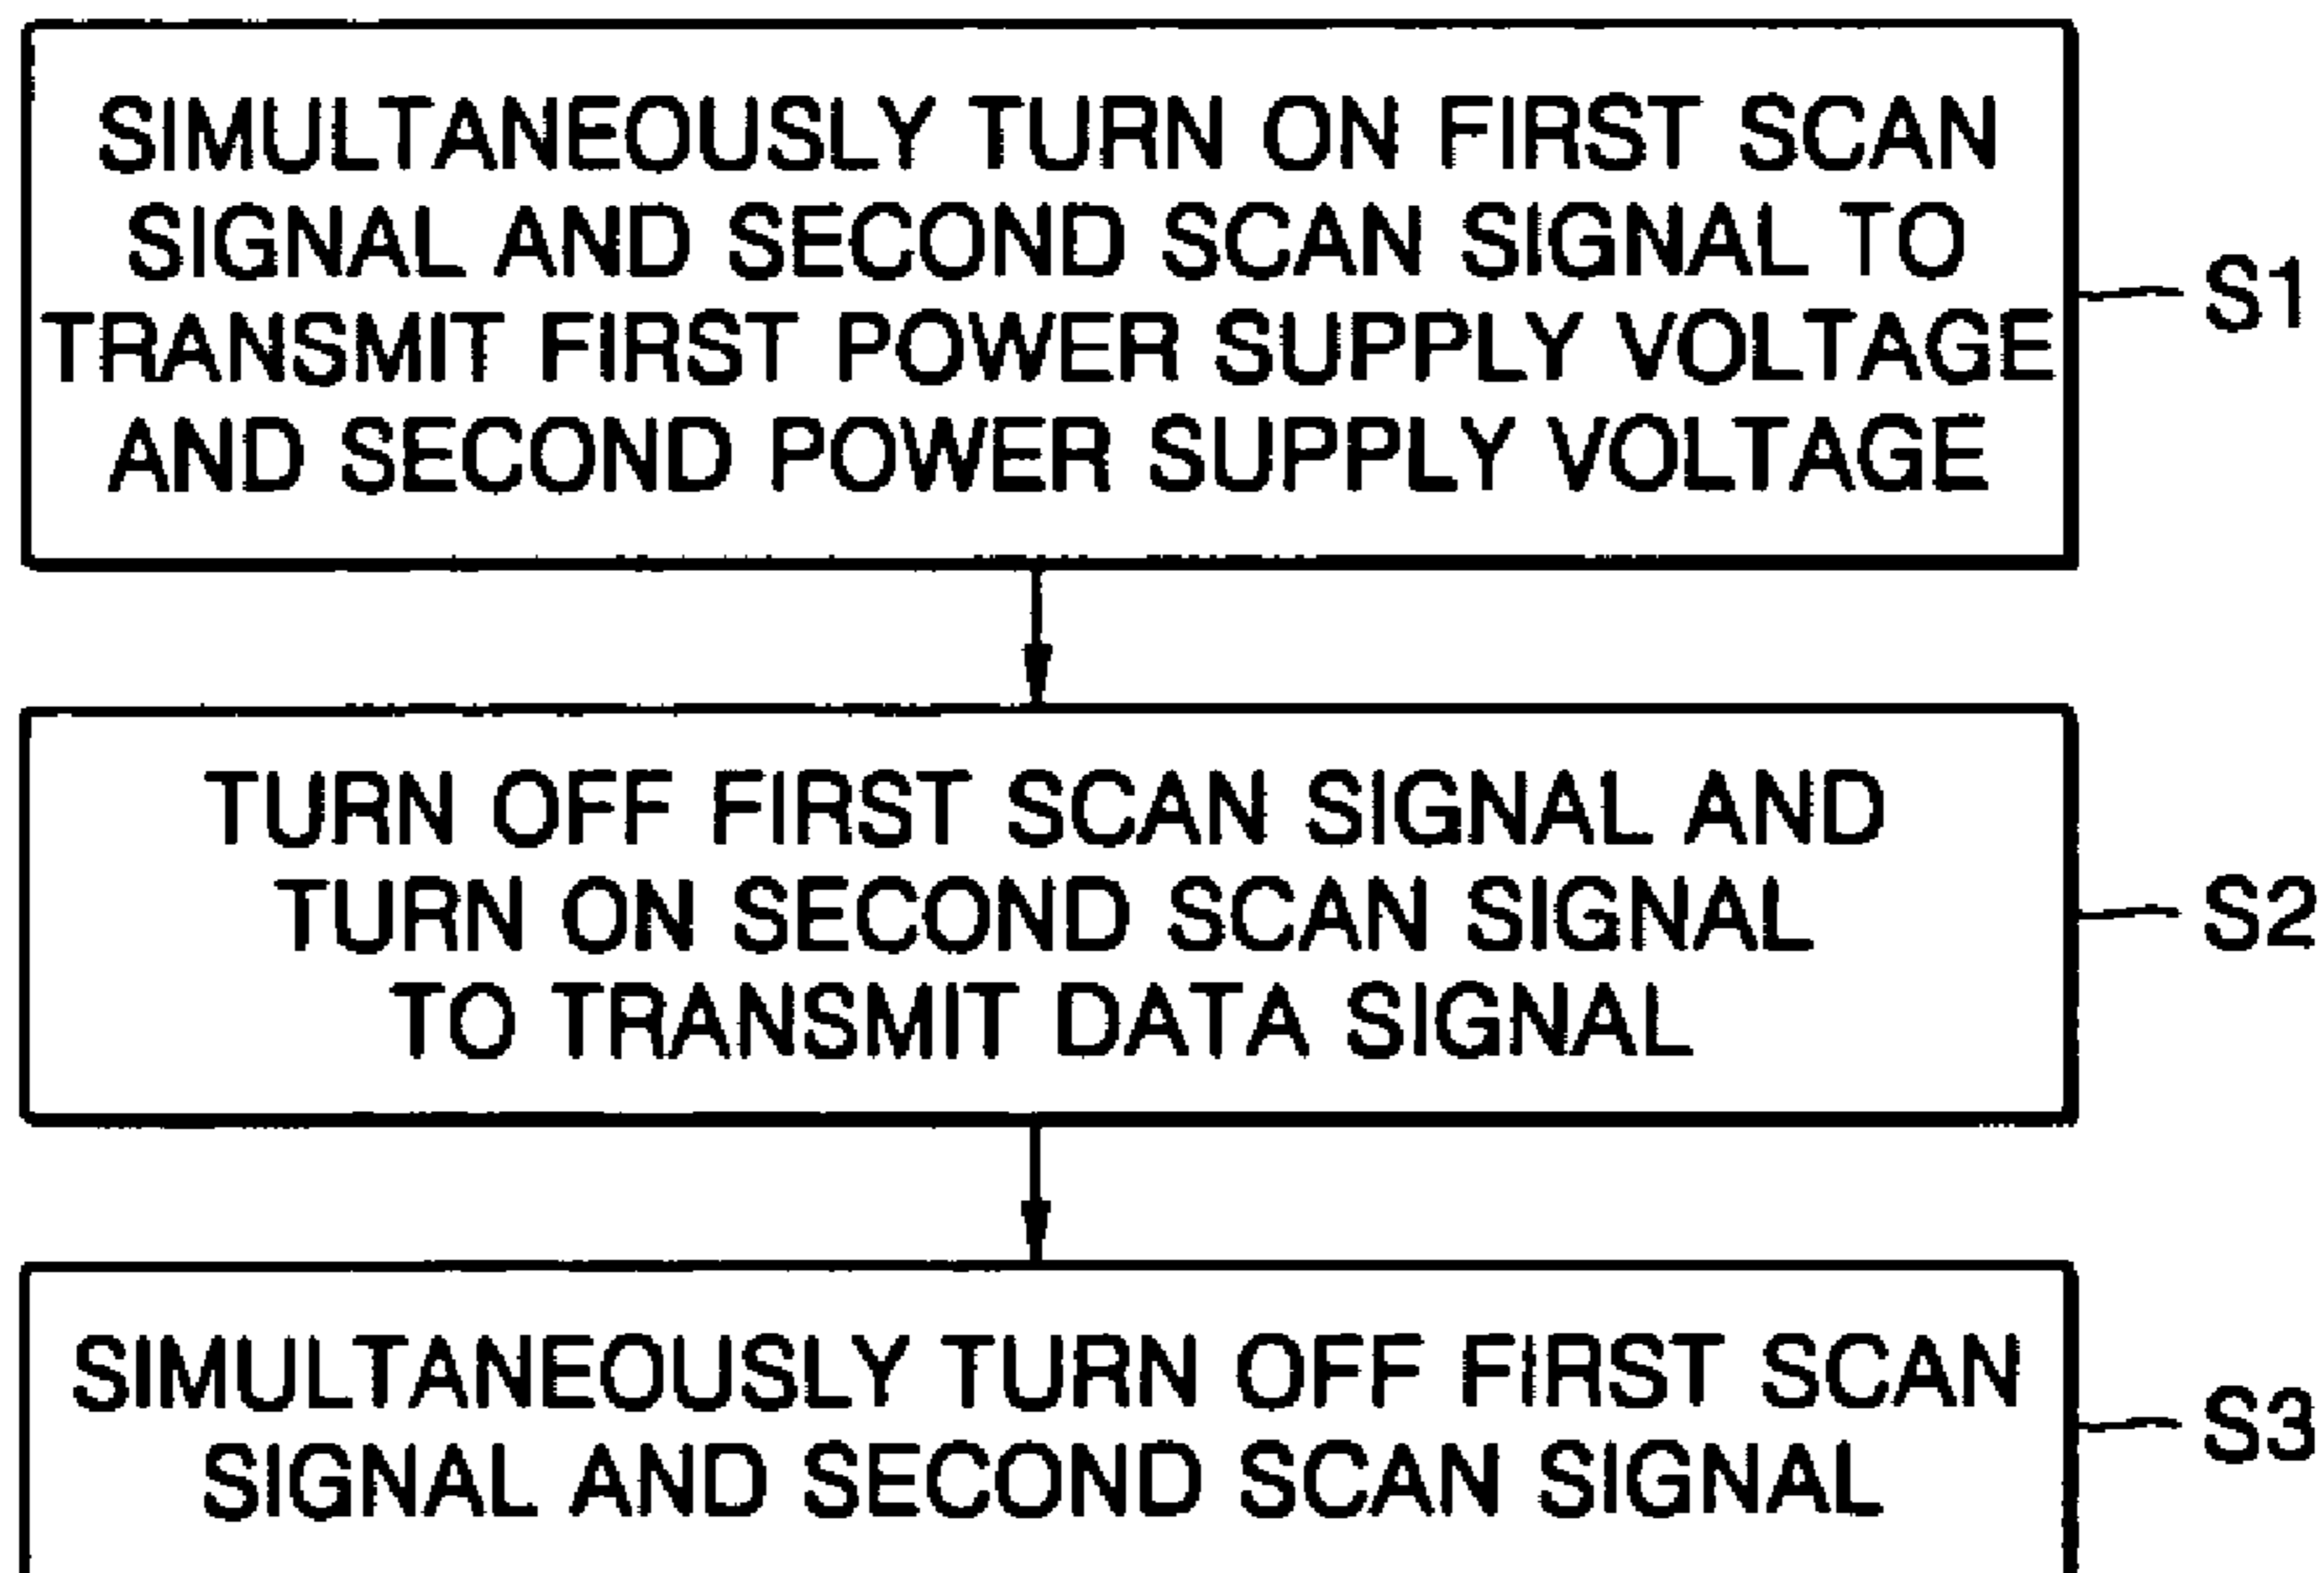 SIMULTANEOUSLY TURN ON FIRST SCAN
SIGNAL AND SECOND SCAN SIGNAL TO
TRANSMIT FIRST POWER SUPPLY VOLTAGE
AND SECOND POWER SUPPLY VOLTAGE
S1
TURN OFF FIRST SCAN SIGNAL AND
TURN ON SECOND SCAN SIGNAL
TO TRANSMIT DATA SIGNAL
S2
SIMULTANEOUSLY TURN OFF FIRST SCAN
SIGNAL AND SECOND SCAN SIGNAL
S3